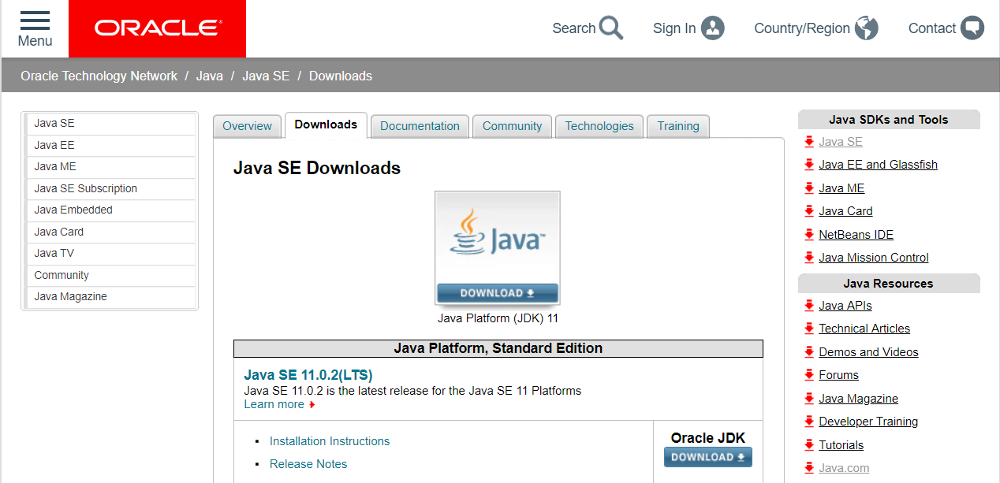 Menu
ORACLE®
Search
Sign In
Country/Region
Contact
Oracle Technology Network / Java / Java SE / Downloads
Java SE
Java EE
Java ME
Java SE Subscription
Java Embedded
Java Card
Java TV
Community
Java Magazine
Overview
Downloads
Documentation
Community
Technologies
Training
Java SE Downloads
Java™
DOWNLOAD
Java Platform (JDK) 11
Java Platform, Standard Edition
Java SE 11.0.2(LTS)
Java SE 11.0.2 is the latest release for the Java SE 11 Platforms
Learn more
▪ Installation Instructions
▪ Release Notes
Oracle JDK
DOWNLOAD
Java SDKs and Tools
Java SE
Java EE and Glassfish
Java ME
Java Card
NetBeans IDE
Java Mission Control
Java Resources
Java APIs
Technical Articles
Demos and Videos
Forums
Java Magazine
Developer Training
Tutorials
Java.com